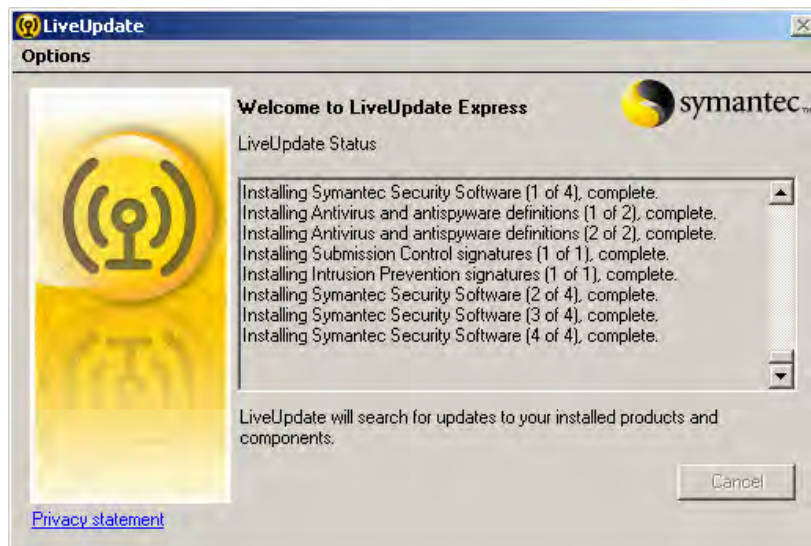 LiveUpdate
Options
symantec™
Welcome to LiveUpdate Express
LiveUpdate Status
Installing Symantec Security Software (1 of 4), complete.
Installing Antivirus and antispyware definitions (1 of 2), complete.
Installing Antivirus and antispyware definitions (2 of 2), complete.
Installing Submission Control signatures (1 of 1), complete.
Installing Intrusion Prevention signatures (1 of 1), complete.
Installing Symantec Security Software (2 of 4), complete.
Installing Symantec Security Software (3 of 4), complete.
Installing Symantec Security Software (4 of 4), complete.
LiveUpdate will search for updates to your installed products and
components.
Cancel
Privacy statement